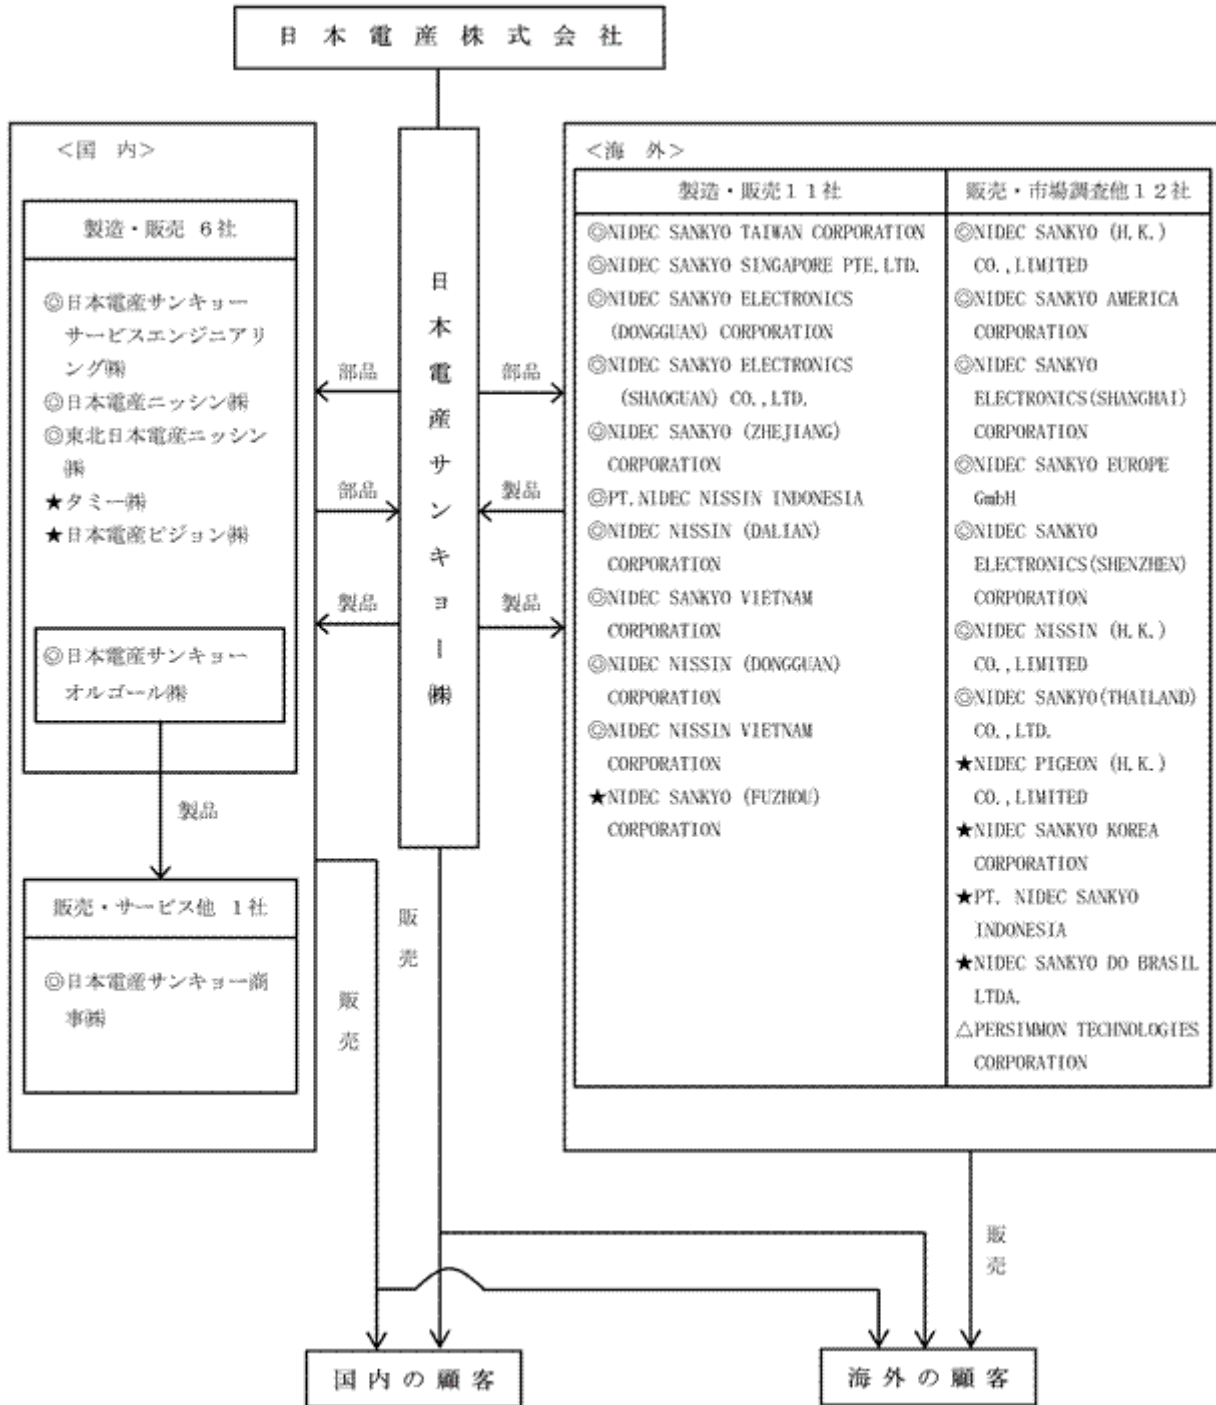 日本電産株式会社
＜国 内＞
製造・販売 6社
◎日本電産サンキョー
サービスエンジニアリ
ング㈱
◎日本電産ニッシン㈱
◎東北日本電産ニッシン
㈱
★タミー㈱
★日本電産ピジョン㈱
◎日本電産サンキョー
オルゴール㈱
製品
販売・サービス他 1社
◎日本電産サンキョー商
事㈱
部品
部品
製品
日本電産サンキョー㈱
部品
製品
製品
販売
販売
＜海 外＞
製造・販売１１社
◎NIDEC SANKYO TAIWAN CORPORATION
◎NIDEC SANKYO SINGAPORE PTE.LTD.
◎NIDEC SANKYO ELECTRONICS
(DONGGUAN) CORPORATION
◎NIDEC SANKYO ELECTRONICS
(SHAOGUAN) CO.,LTD.
◎NIDEC SANKYO (ZHEJIANG)
CORPORATION
◎PT.NIDEC NISSIN INDONESIA
◎NIDEC NISSIN (DALIAN)
CORPORATION
◎NIDEC SANKYO VIETNAM
CORPORATION
◎NIDEC NISSIN (DONGGUAN)
CORPORATION
◎NIDEC NISSIN VIETNAM
CORPORATION
★NIDEC SANKYO (FUZHOU)
CORPORATION
販売・市場調査他１２社
◎NIDEC SANKYO (H.K.)
CO.,LIMITED
◎NIDEC SANKYO AMERICA
CORPORATION
◎NIDEC SANKYO
ELECTRONICS(SHANGHAI)
CORPORATION
◎NIDEC SANKYO EUROPE
GmbH
◎NIDEC SANKYO
ELECTRONICS(SHENZHEN)
CORPORATION
◎NIDEC NISSIN (H.K.)
CO.,LIMITED
◎NIDEC SANKYO(THAILAND)
CO.,LTD.
★NIDEC PIGEON (H.K.)
CO.,LIMITED
★NIDEC SANKYO KOREA
CORPORATION
★PT. NIDEC SANKYO
INDONESIA
★NIDEC SANKYO DO BRASIL
LTDA.
△PERSIMMON TECHNOLOGIES
CORPORATION
販売
国内の顧客
海外の顧客